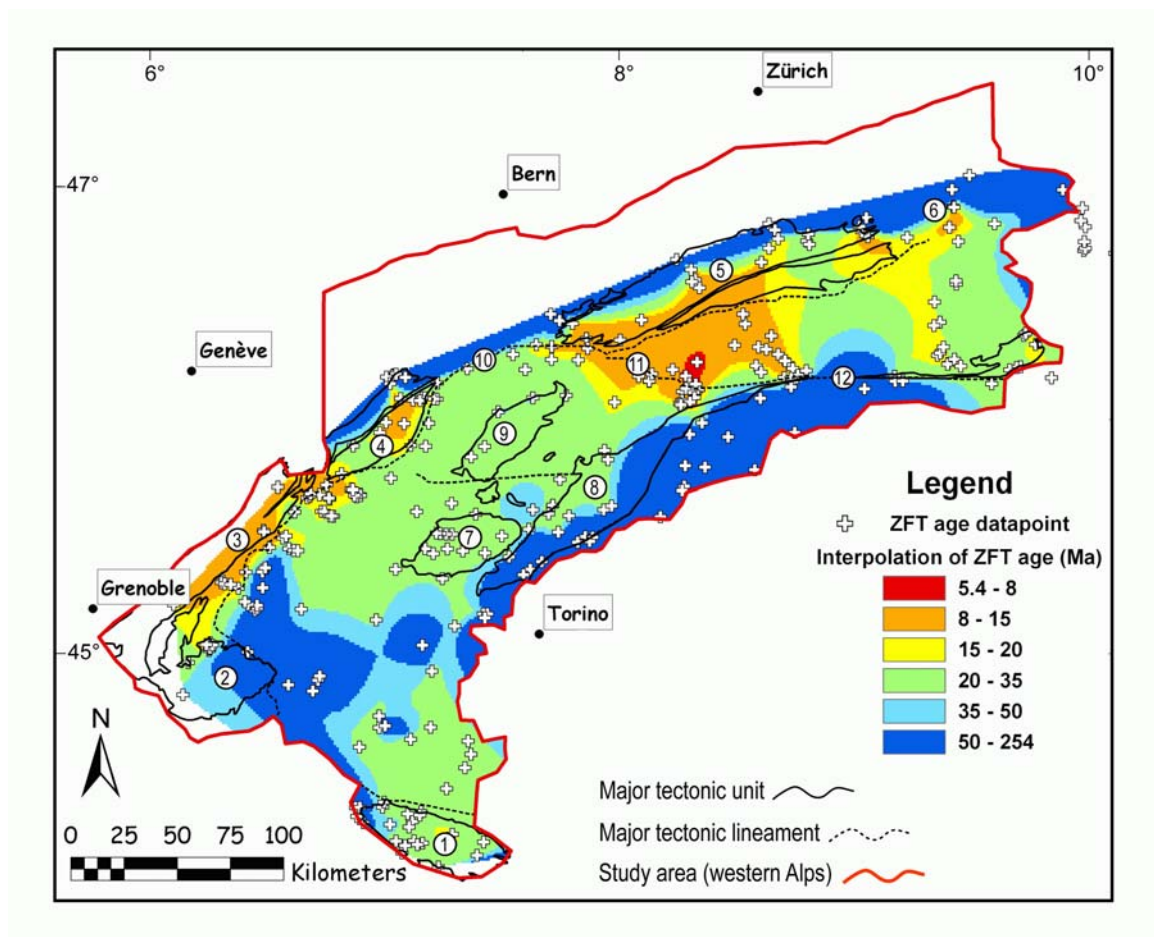 6°
8°
10°
Zürich
47°
Bern
6
5
Genève
10
11
12
4
9
Legend
8
ZFT age datapoint
3
7
Interpolation of ZFT age (Ma)
Grenoble
5.4 - 8
8 - 15
Torino
15 - 20
45°
2
20 - 35
35 - 50
N
50 - 254
Major tectonic unit
0 25 50 75 100
Major tectonic lineament
1
Kilometers
Study area (western Alps)